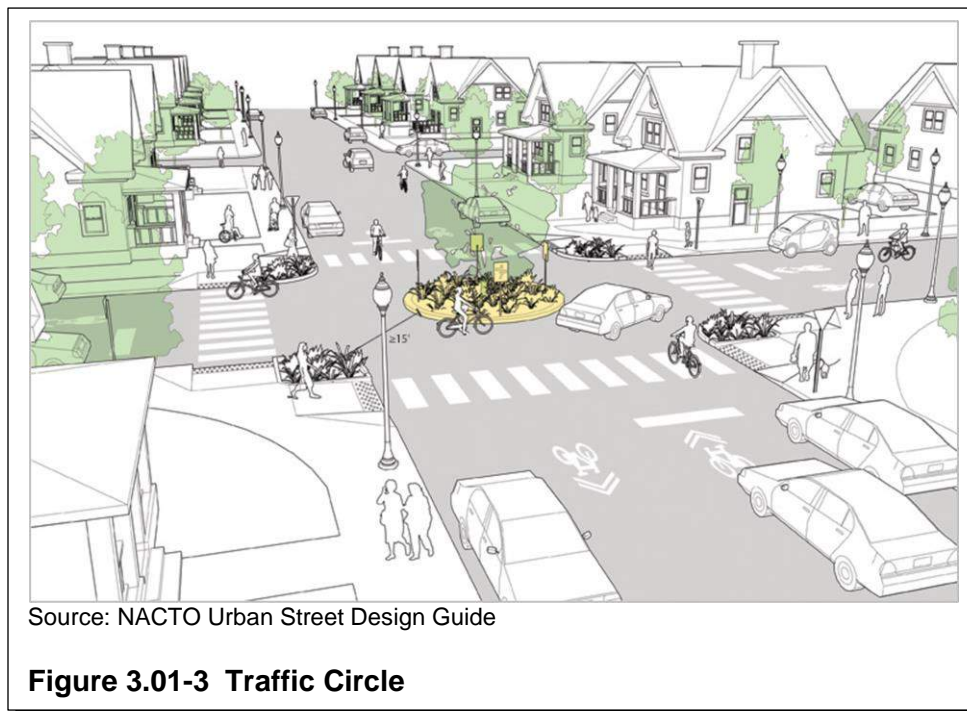 ≥15'
Source: NACTO Urban Street Design Guide
Figure 3.01-3 Traffic Circle